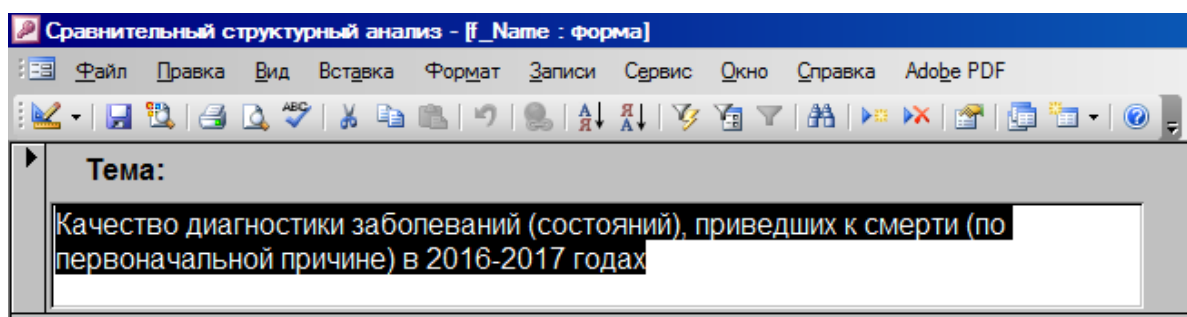 Сравнительный структурный анализ - [f_Name : форма]
Файл Правка Вид Вставка Формат Записи Сервис Окно Справка Adobe PDF
Тема:
Качество диагностики заболеваний (состояний), приведших к смерти (по
первоначальной причине) в 2016-2017 годах